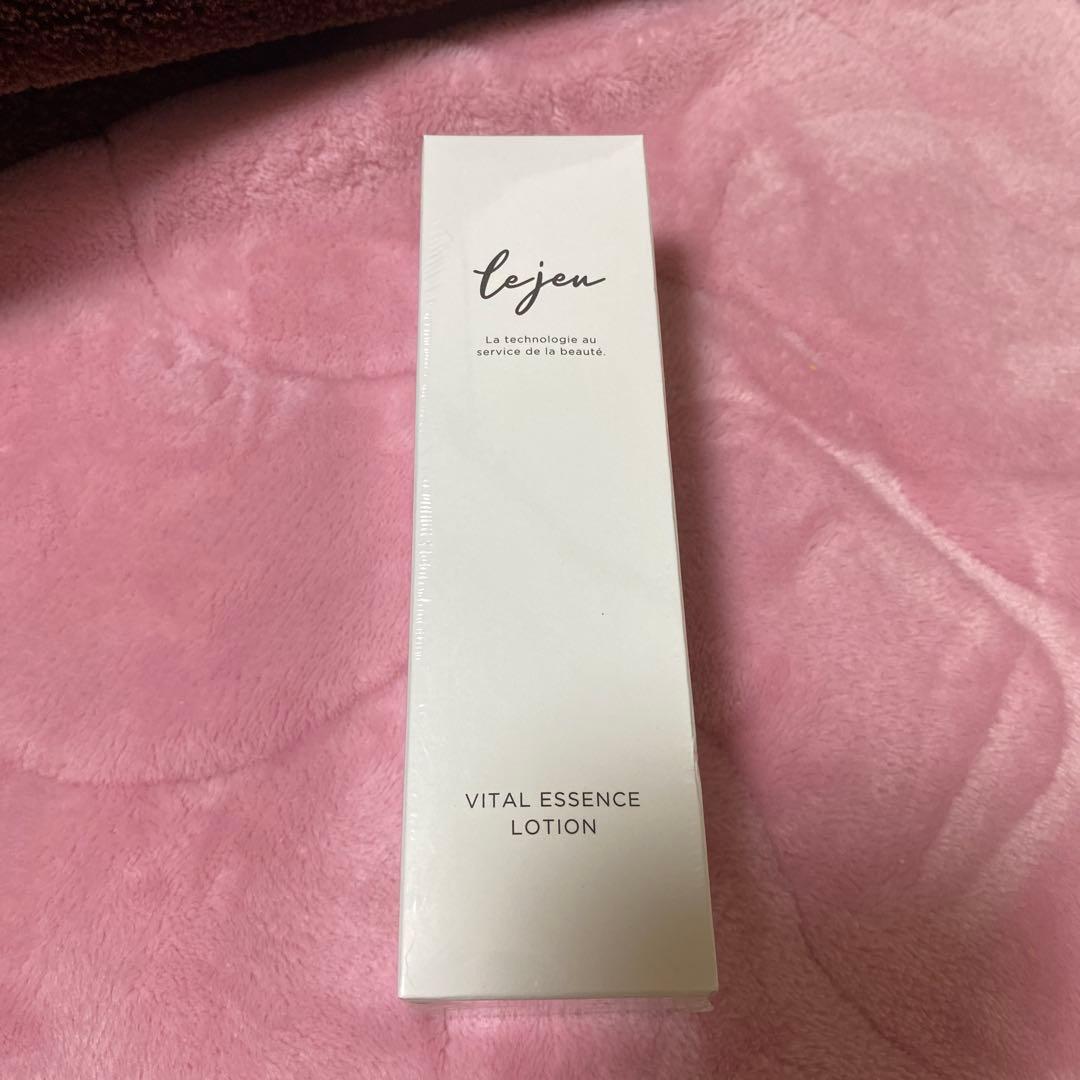 lejeu
La technologie au
service de la beauté.
VITAL ESSENCE
LOTION